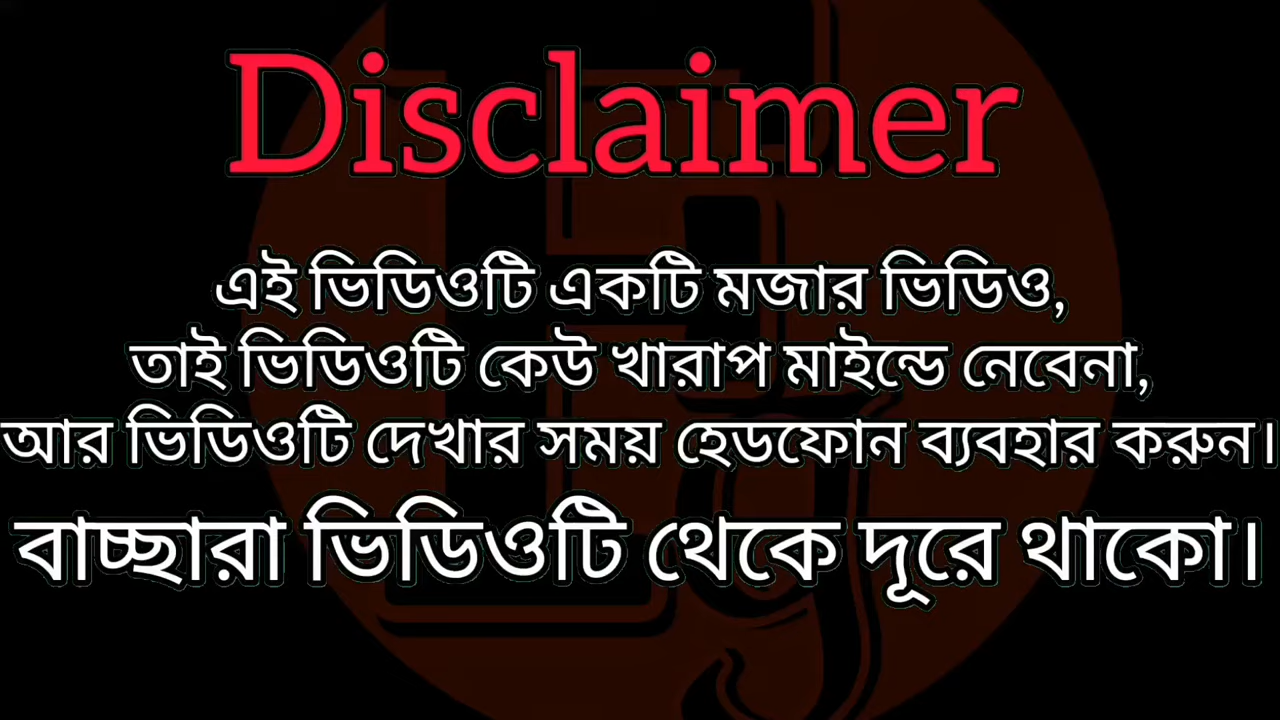 Disclaimer
এই ভিডিওটি একটি মজার ভিডিও,
তাই ভিডিওটি কেউ খারাপ মাইন্ডে নেবেনা,
আর ভিডিওটি দেখার সময় হেডফোন ব্যবহার করুন।
বাচ্ছারা ভিডিওটি থেকে দূরে থাকো।